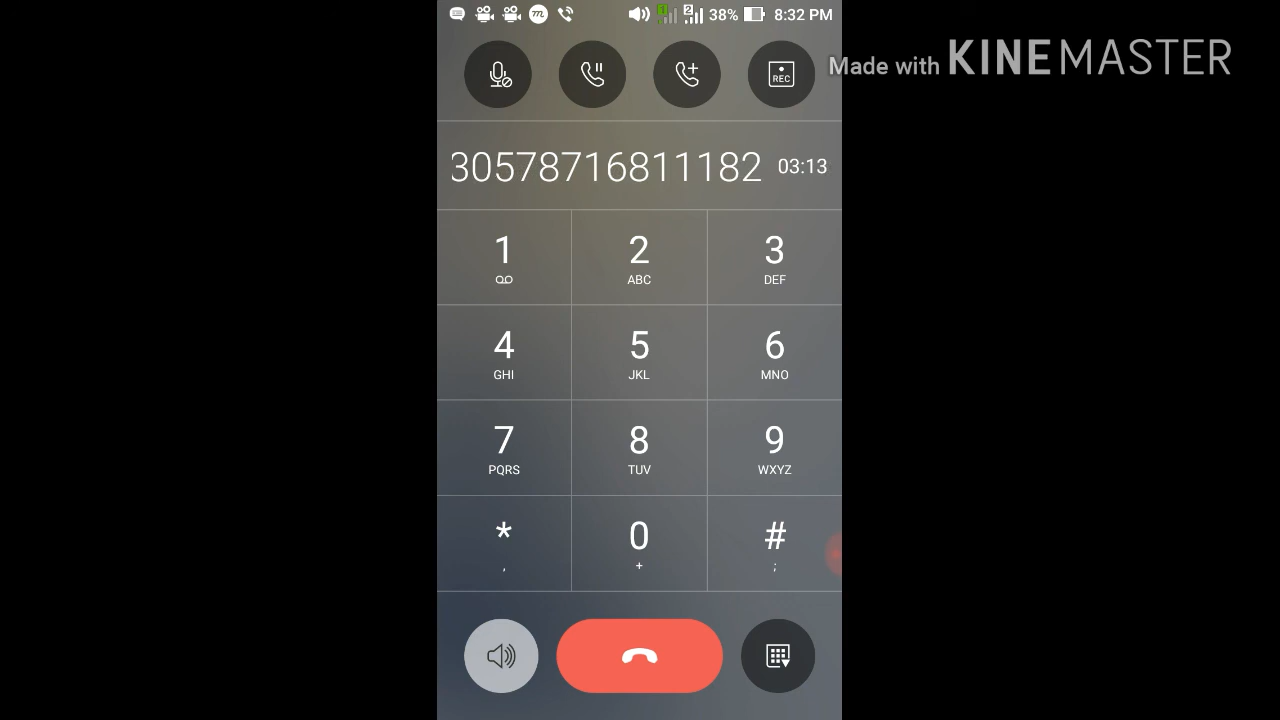 38% 8:32 PM
Made with KINEMASTER
REC
30578716811182 03:13
1 2 3
ABC DEF
4 5 6
GHI JKL MNO
7 8 9
PQRS TUV WXYZ
* 0 #
, + ;